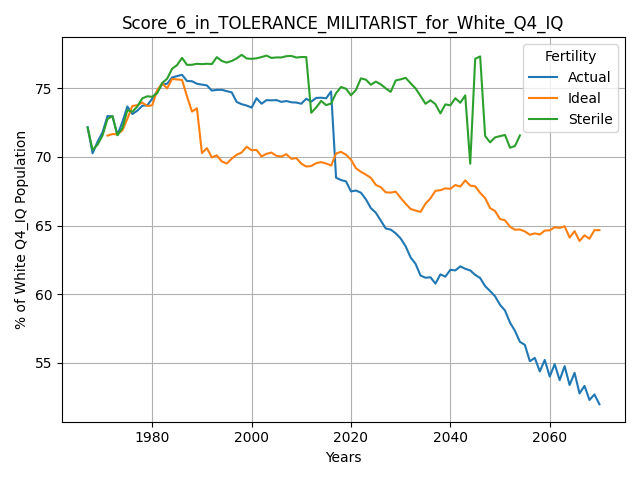 Score_6_in_TOLERANCE_MILITARIST_for_White_Q4_IQ
Fertility
Actual
Ideal
Sterile
% of White Q4_IQ Population
75
70
65
60
55
1980
2000
2020
2040
2060
Years